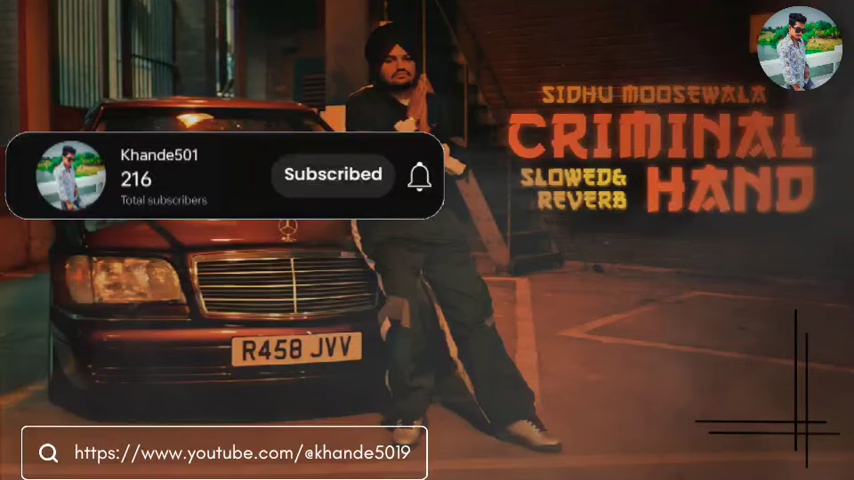 SIDHU MOOSEWALA
CRIMINAL
SLOWED&
REVERB
HAND
Khande501
216
Total subscribers
Subscribed
R458 JVV
https://www.youtube.com/@khande5019